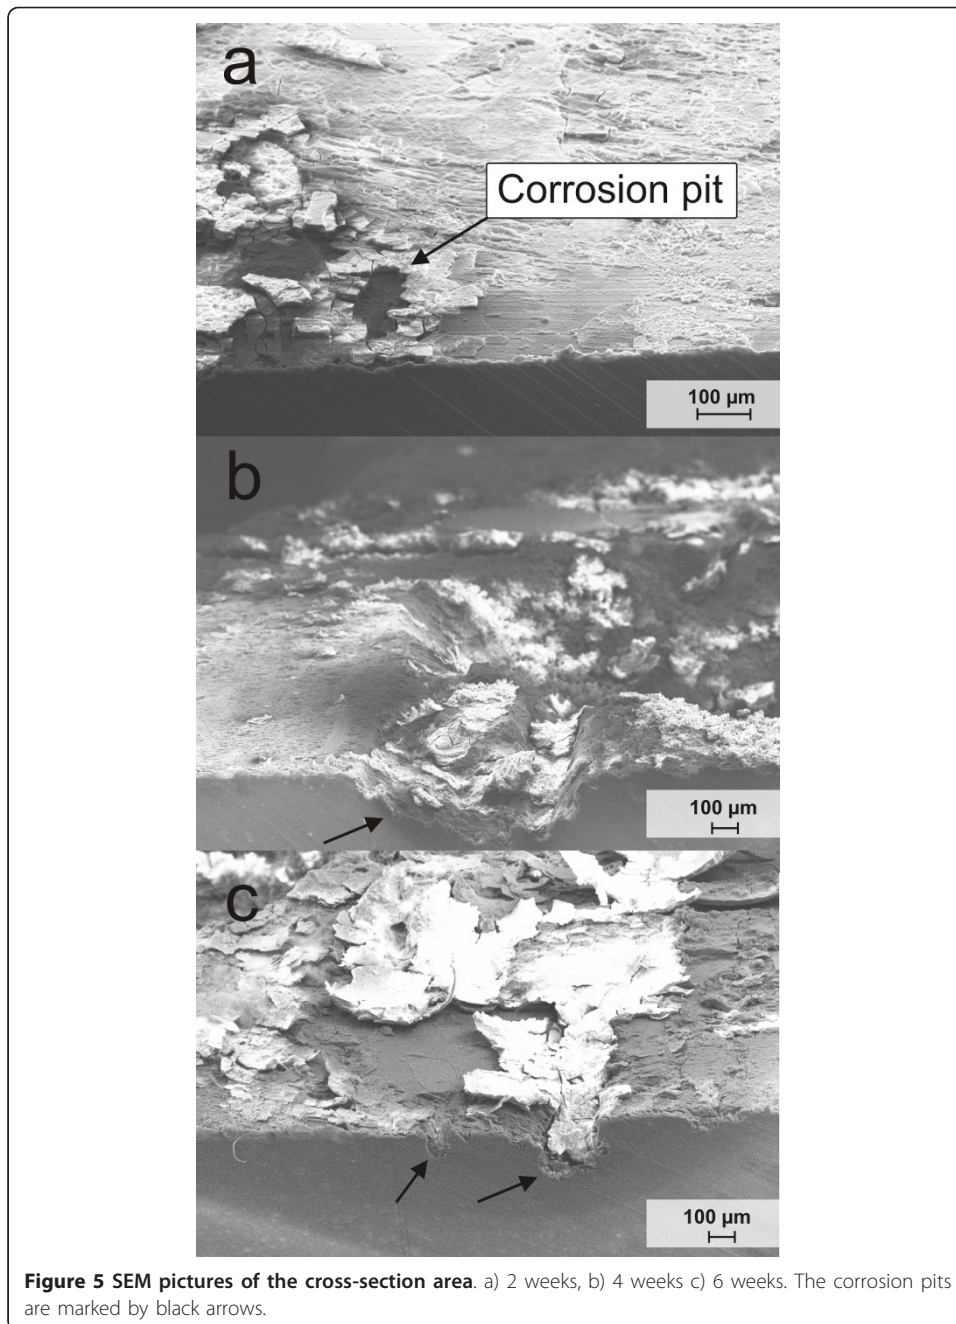 a
Corrosion pit
100 µm
b
100 µm
c
100 µm
Figure 5 SEM pictures of the cross-section area. a) 2 weeks, b) 4 weeks c) 6 weeks. The corrosion pits
are marked by black arrows.